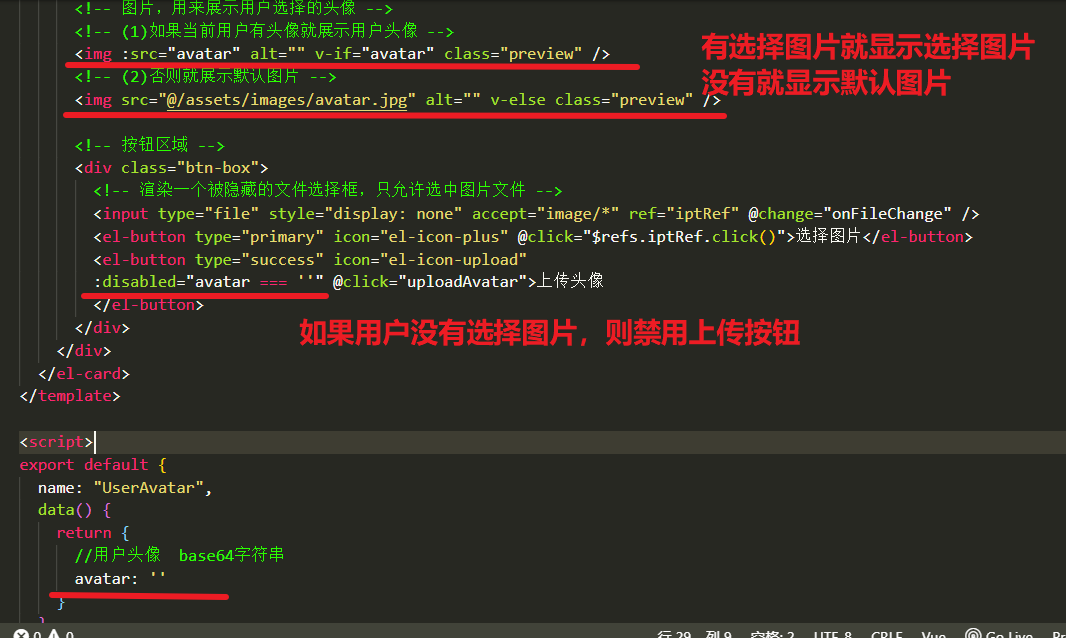 <!-- 图片，用来展示用户选择的头像 -->
<!-- (1)如果当前用户有头像就展示用户头像 -->
<img :src="avatar" alt="" v-if="avatar" class="preview" />
有选择图片就显示选择图片
<!-- (2)否则就展示默认图片 -->
没有就显示默认图片
<img src="@/assets/images/avatar.jpg" alt="" v-else class="preview" />
<!-- 按钮区域 -->
<div class="btn-box">
<!-- 渲染一个被隐藏的文件选择框，只允许选中图片文件 -->
<input type="file" style="display: none" accept="image/*" ref="iptRef" @change="onFileChange" />
<el-button type="primary" icon="el-icon-plus" @click="$refs.iptRef.click()">选择图片</el-button>
<el-button type="success" icon="el-icon-upload"
:disabled="avatar === ''" @click="uploadAvatar">上传头像
</el-button>
如果用户没有选择图片，则禁用上传按钮
</div>
</div>
</el-card>
</template>
<script>
export default {
name: "UserAvatar",
data() {
return {
//用户头像 base64字符串
avatar: ''
}
}
0 0 行 29 列 9 空格: 2 UTF-8 CRLF Vue Go Live